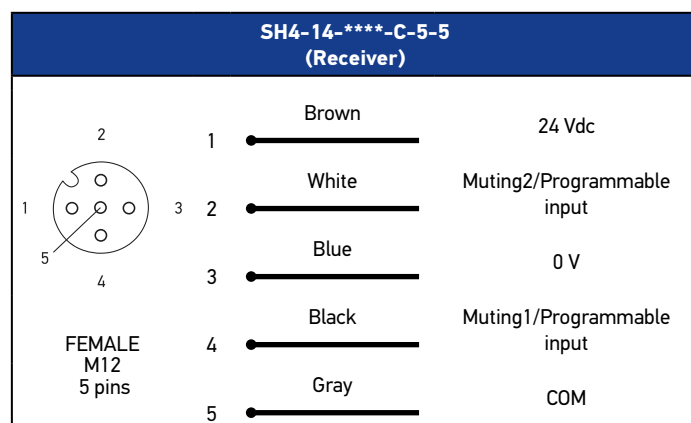 SH4-14-****-C-5-5
(Receiver)
2
1
3
5
4
FEMALE
M12
5 pins
1
Brown
24 Vdc
2
White
Muting2/Programmable
input
3
Blue
0 V
4
Black
Muting1/Programmable
input
5
Gray
COM